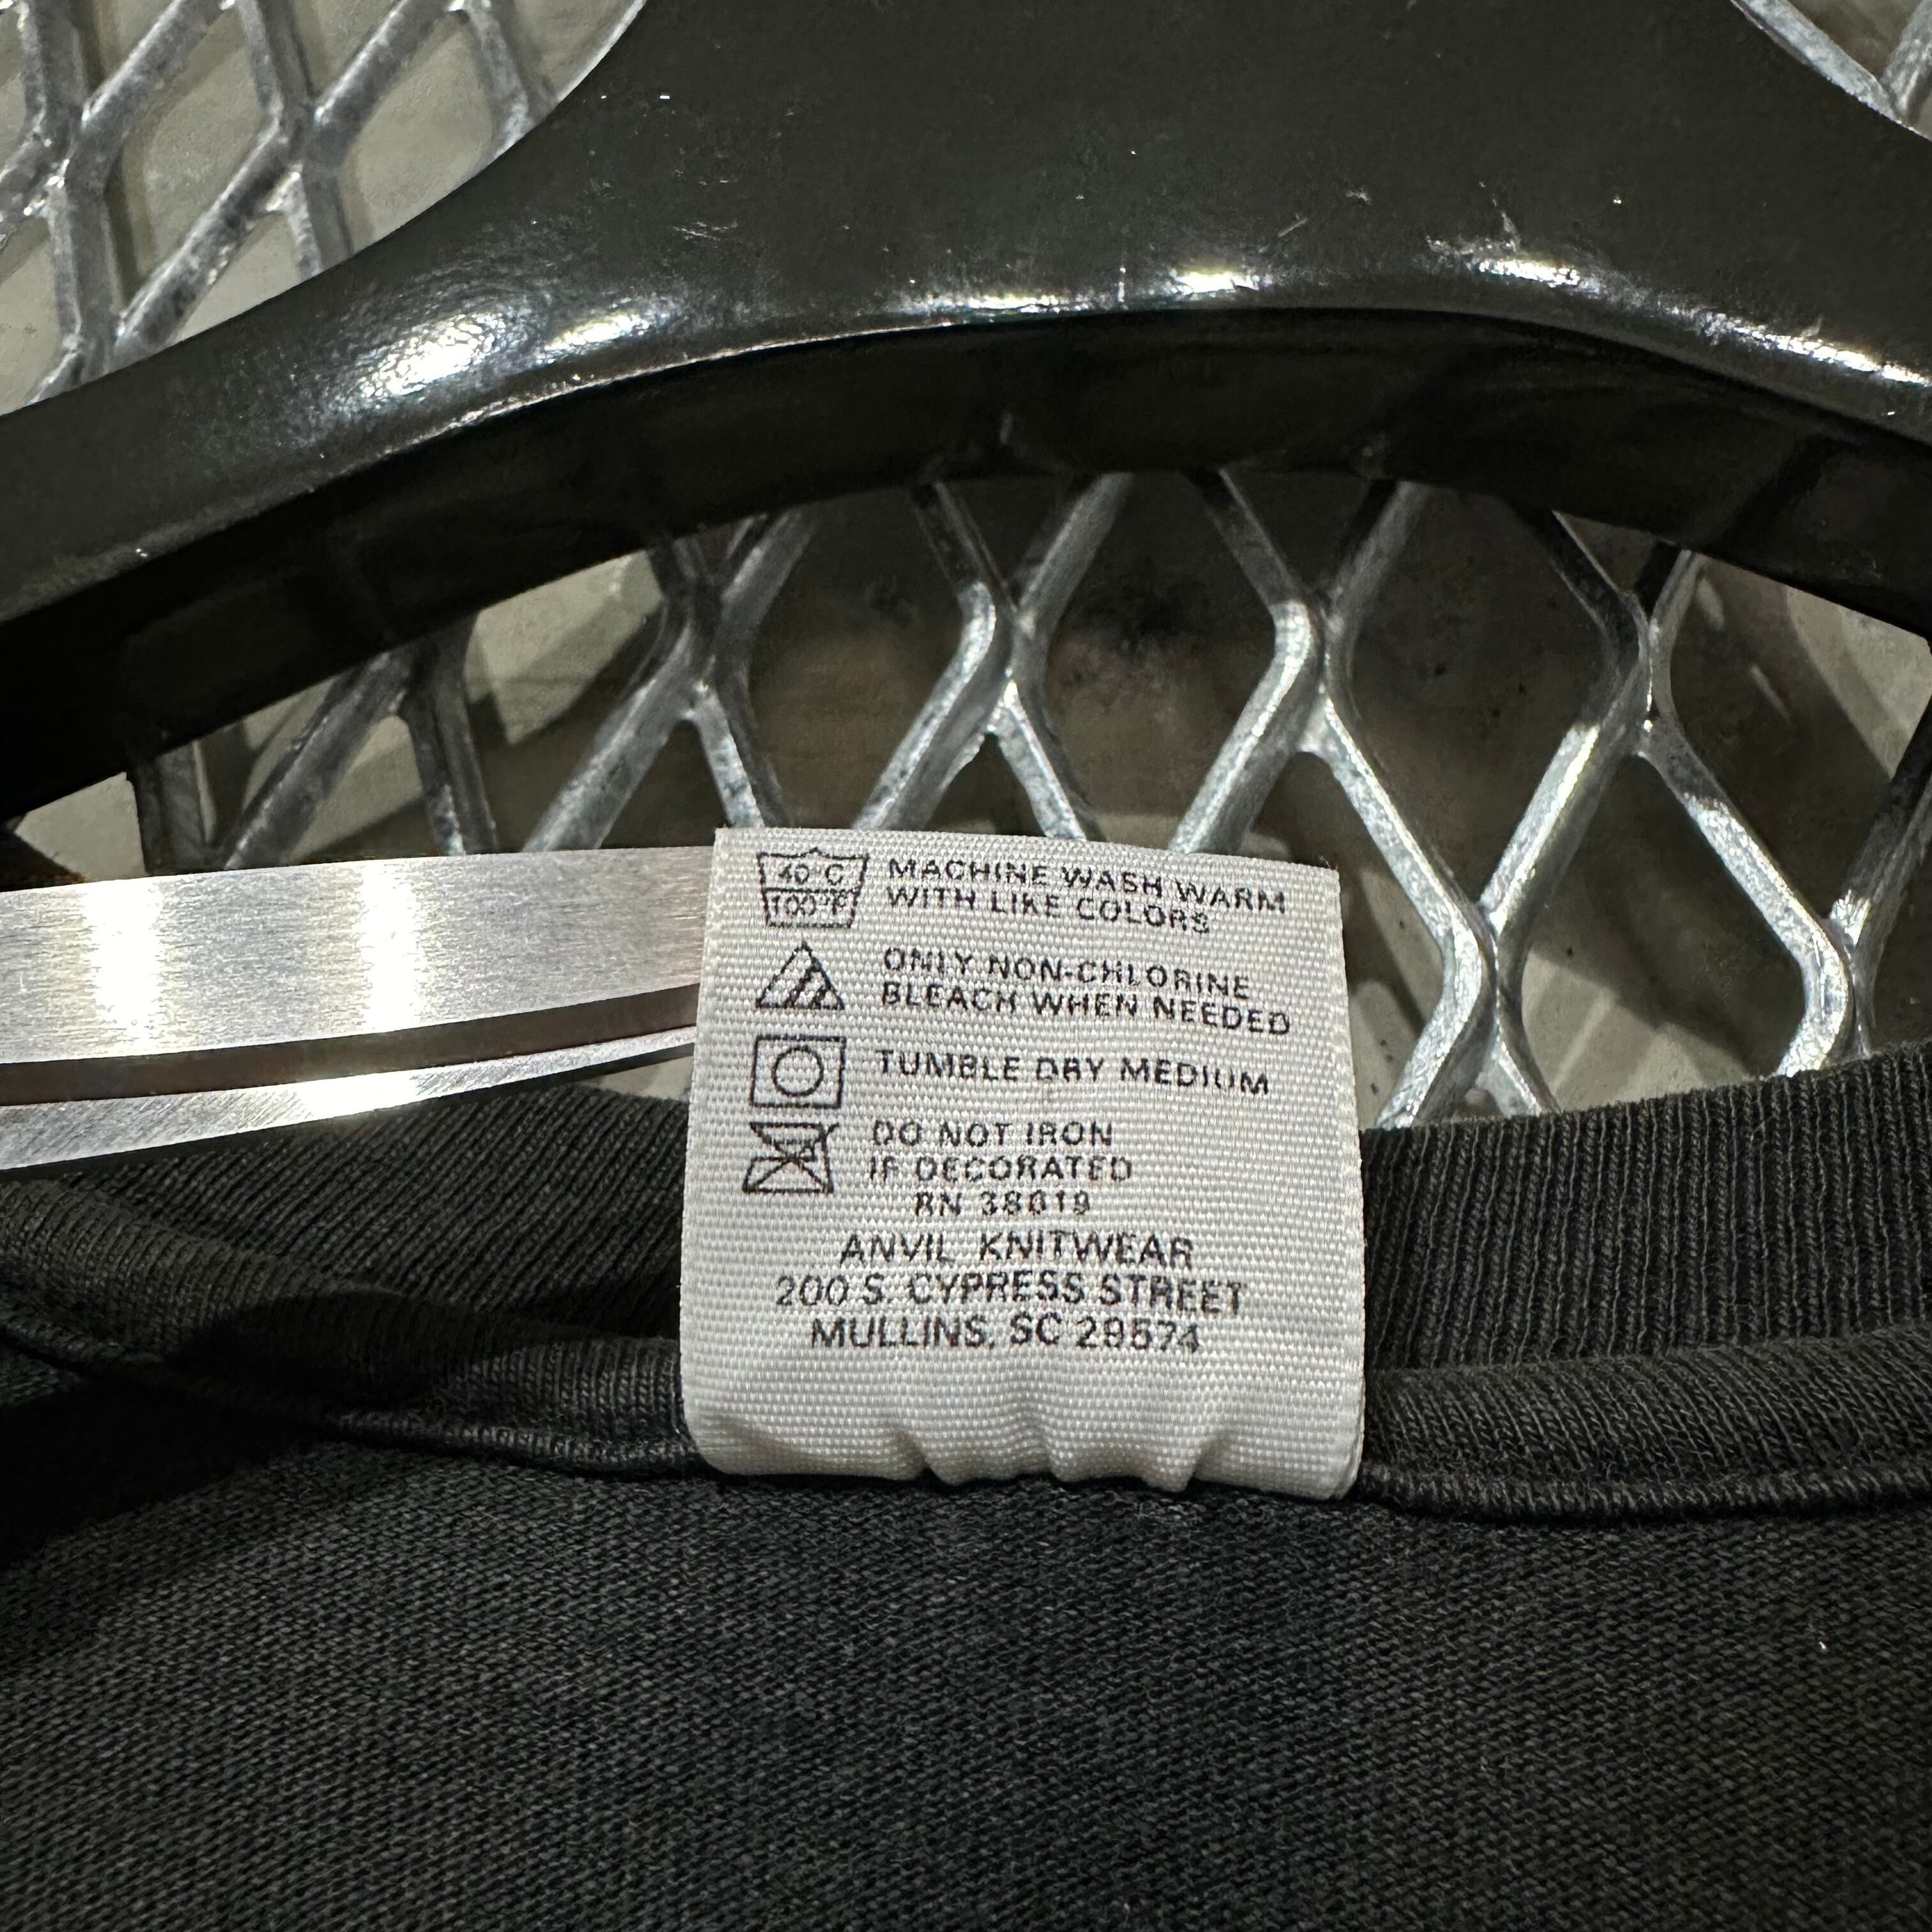 40°C
100°F
MACHINE WASH WARM
WITH LIKE COLORS
ONLY NON-CHLORINE
BLEACH WHEN NEEDED
TUMBLE DRY MEDIUM
DO NOT IRON
IF DECORATED
RN 38619
ANVIL KNITWEAR
200 S. CYPRESS STREET
MULLINS, SC 29574